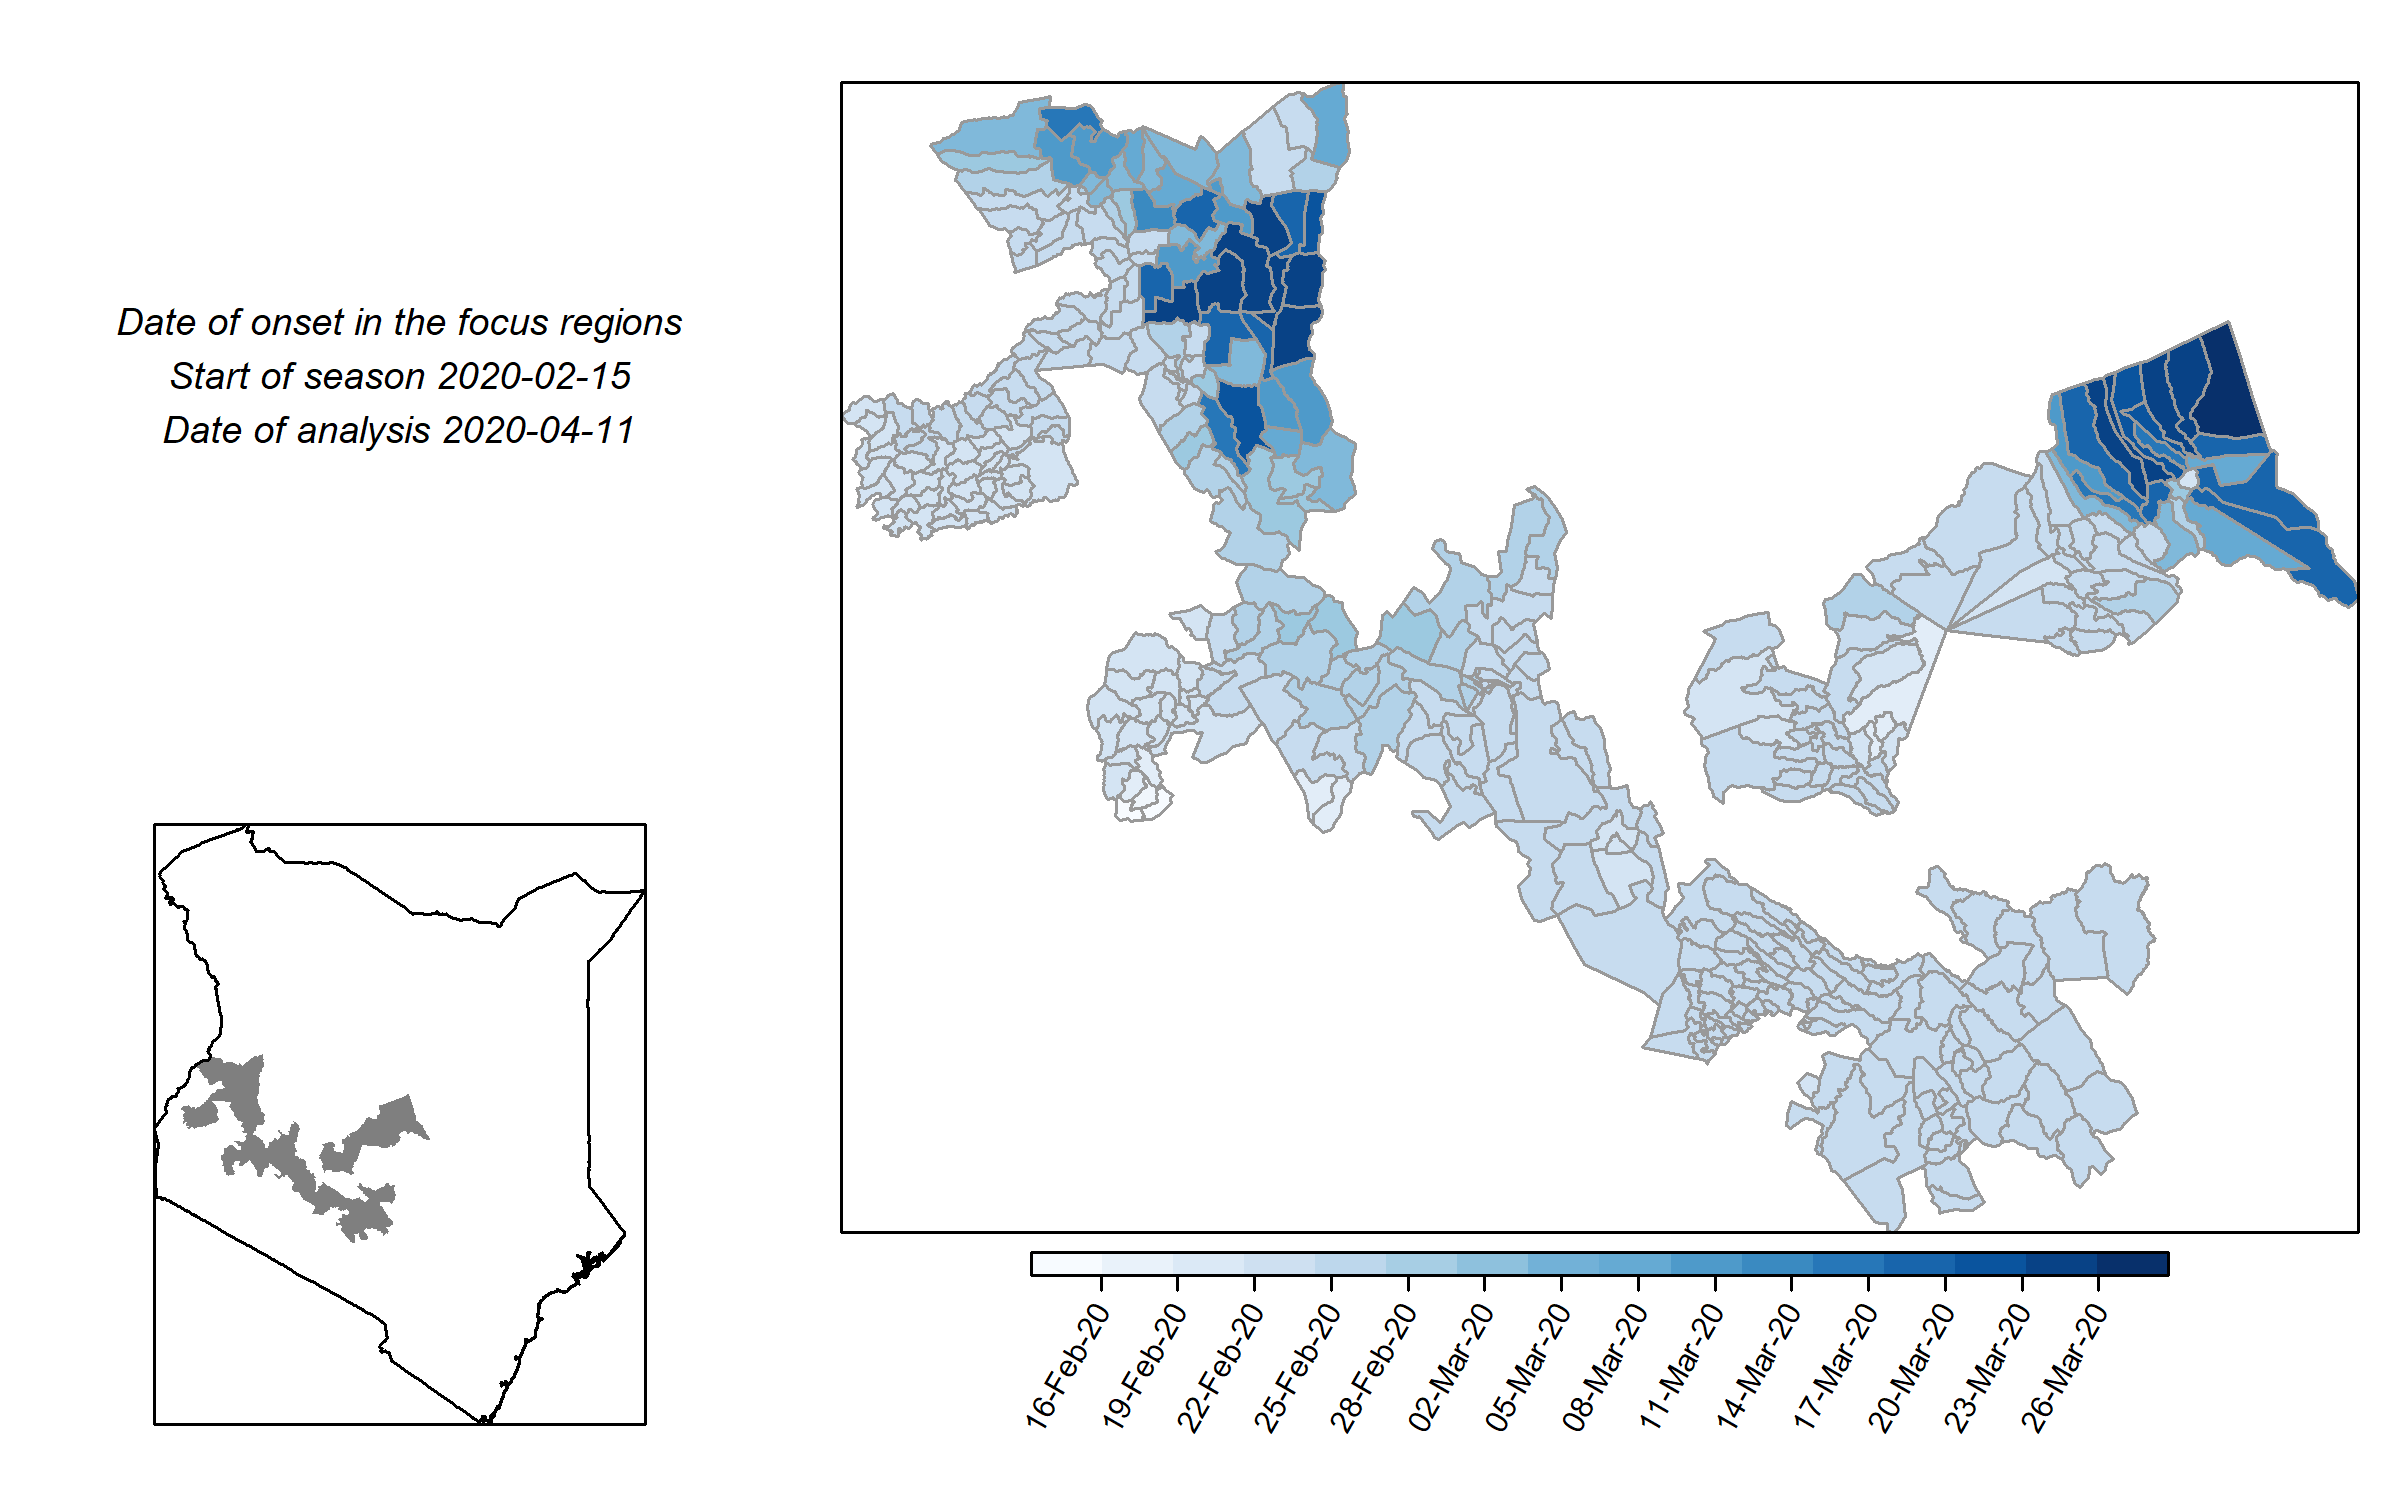 Date of onset in the focus regions
Start of season 2020-02-15
Date of analysis 2020-04-11
16-Feb-20
19-Feb-20
22-Feb-20
25-Feb-20
28-Feb-20
02-Mar-20
05-Mar-20
08-Mar-20
11-Mar-20
14-Mar-20
17-Mar-20
20-Mar-20
23-Mar-20
26-Mar-20